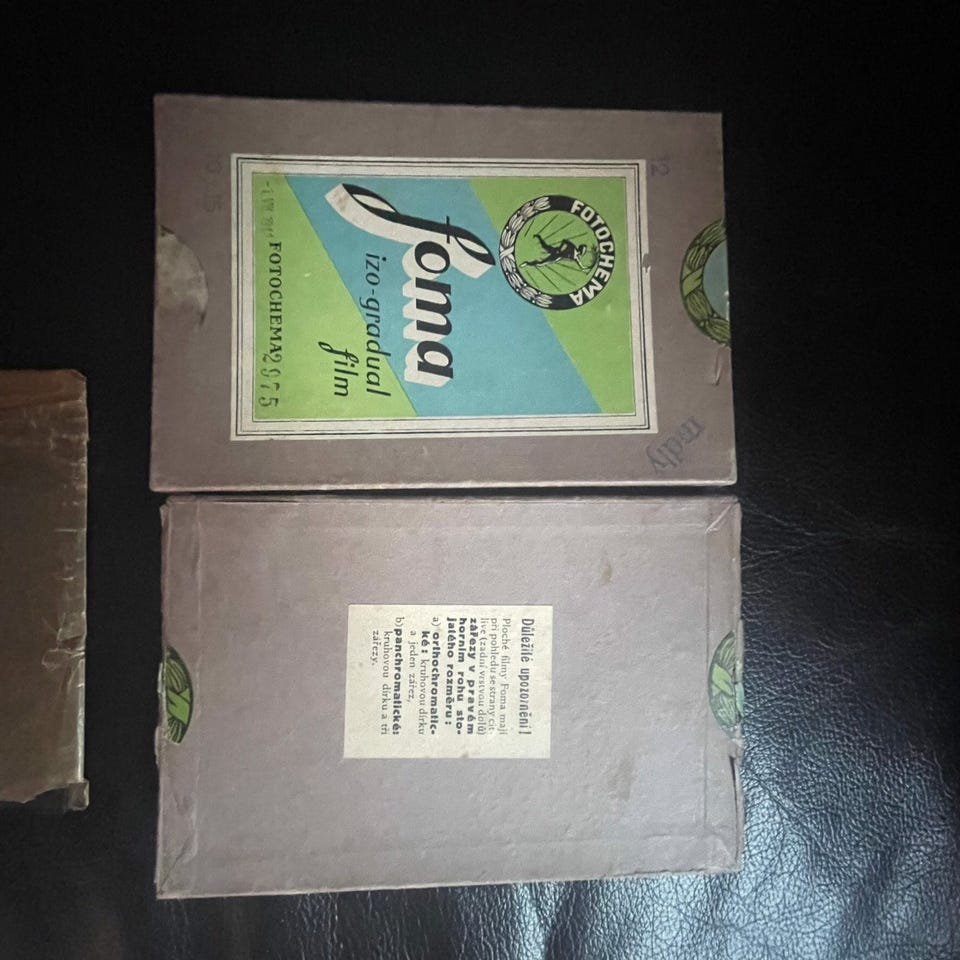 FOTOCHEMA
foma
izo-gradual
film
FOTOCHEMA
2975
12
Důležité upozornění!
Ploché filmy Foma mají
při pohledu se strany cit-
livé (zadní vrstvou dolů)
zářezy v pravém
horním rohu sto-
jatého rozměru:
a) orthochromatic-
ké: kruhovou dírku
a jeden zářez,
b) panchromatické:
kruhovou dírku a tři
zářezy.